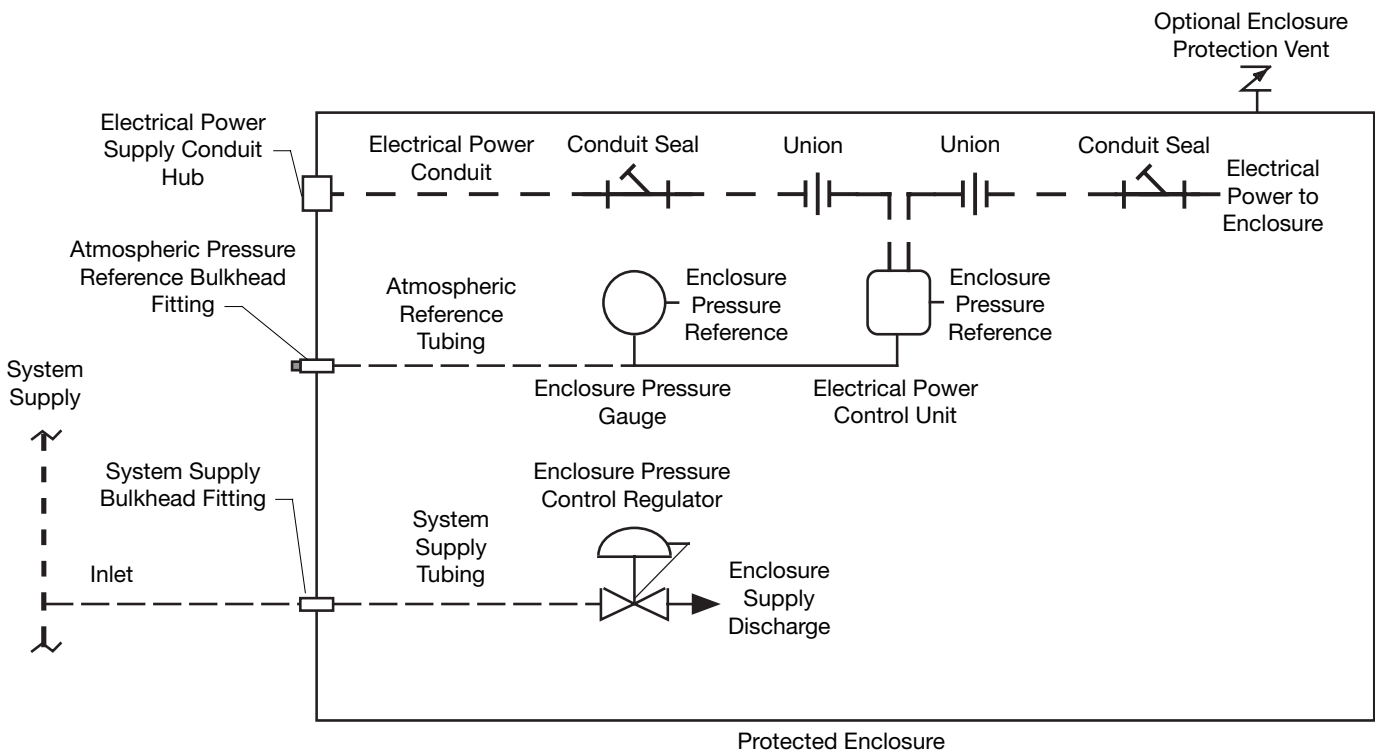 Optional Enclosure
Protection Vent
Electrical Power
Supply Conduit
Hub
Electrical Power
Conduit
Conduit Seal
Union
Union
Conduit Seal
Electrical
Power to
Enclosure
Atmospheric Pressure
Reference Bulkhead
Fitting
Atmospheric
Reference
Tubing
Enclosure
Pressure
Reference
Enclosure
Pressure
Reference
System
Supply
Enclosure Pressure
Gauge
Electrical Power
Control Unit
System Supply
Bulkhead Fitting
Enclosure Pressure
Control Regulator
System
Supply
Tubing
Inlet
Enclosure
Supply
Discharge
Protected Enclosure